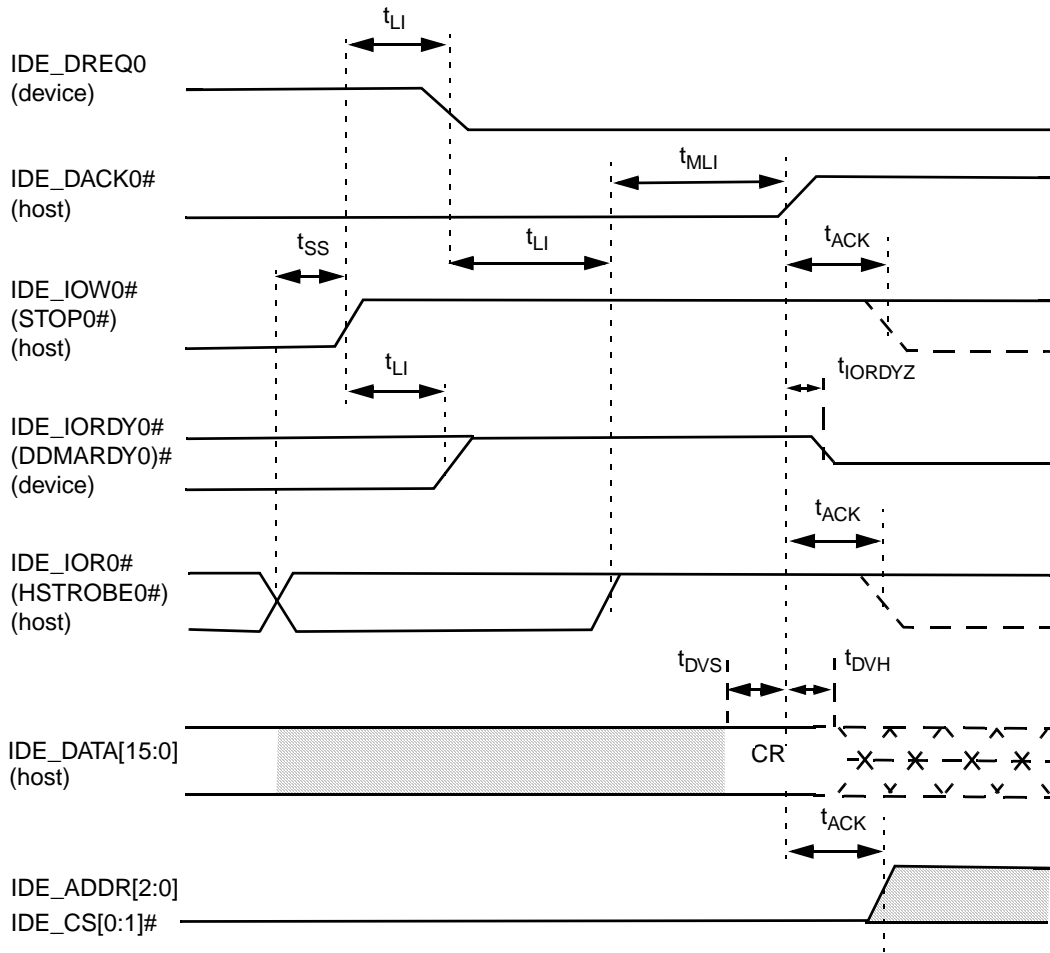 tLI
IDE_DREQ0
(device)
tMLI
IDE_DACK0#
(host)
tSS
tLI
tACK
IDE_IOW0#
(STOP0#)
(host)
tLI
tIORDYZ
IDE_IORDY0#
(DDMARDY0)#
(device)
tACK
IDE_IOR0#
(HSTROBE0#)
(host)
tDVS
tDVH
IDE_DATA[15:0]
(host)
CR
tACK
IDE_ADDR[2:0]
IDE_CS[0:1]#